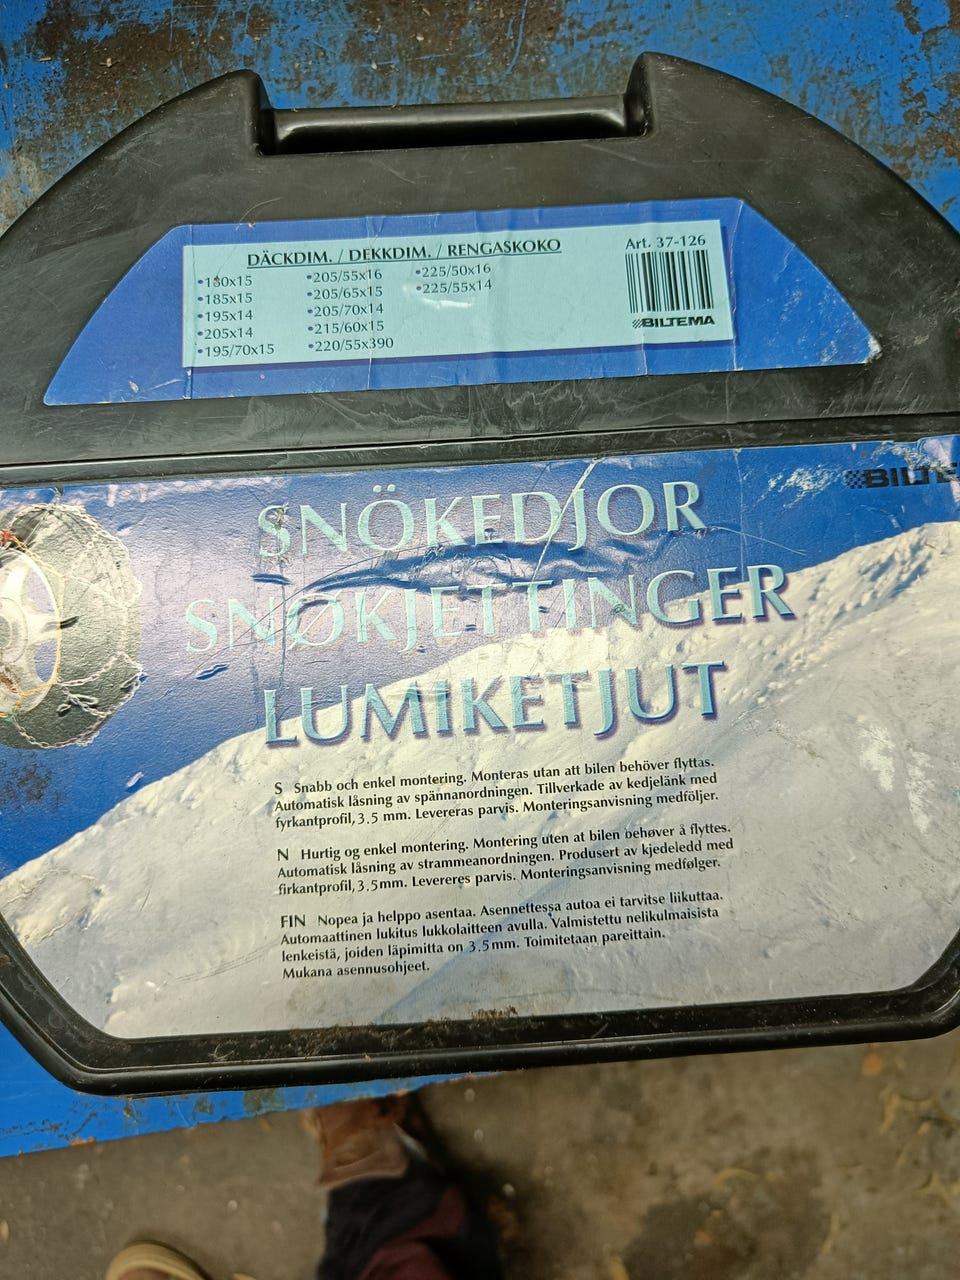 DÄCKDIM. / DEKKDIM. / RENGASKOKO
•180x15
•185x15
•195x14
•205x14
•195/70x15
•205/55x16
•205/65x15
•205/70x14
•215/60x15
•220/55x390
•225/50x16
•225/55x14
Art. 37-126
BILTEMA
BILTE
SNÖKEDJOR
SNØKJETTINGER
LUMIKETJUT
S Snabb och enkel montering. Monteras utan att bilen behöver flyttas.
Automatisk låsning av spännanordningen. Tillverkade av kedjelänk med
fyrkantprofil, 3.5 mm. Levereras parvis. Monteringsanvisning medföljer.
N Hurtig og enkel montering. Montering uten at bilen behøver å flyttes.
Automatisk låsning av strammeanordningen. Produsert av kjedeledd med
firkantprofil, 3.5mm. Leveres parvis. Monteringsanvisning medfølger.
FIN Nopea ja helppo asentaa. Asennettessa autoa ei tarvitse liikuttaa.
Automaattinen lukitus lukkolaitteen avulla. Valmistettu nelikulmaisista
lenkeistä, joiden läpimitta on 3.5mm. Toimitetaan pareittain.
Mukana asennusohjeet.